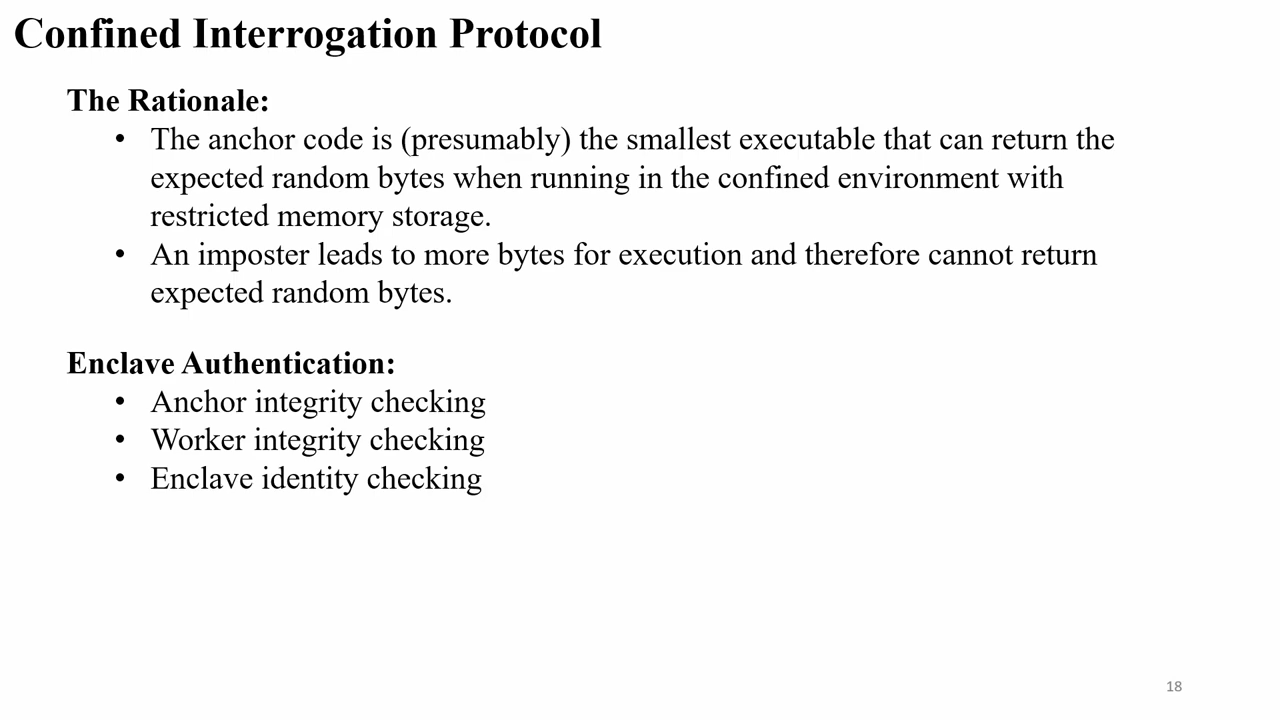 Confined Interrogation Protocol
The Rationale:
• The anchor code is (presumably) the smallest executable that can return the
expected random bytes when running in the confined environment with
restricted memory storage.
• An imposter leads to more bytes for execution and therefore cannot return
expected random bytes.
Enclave Authentication:
• Anchor integrity checking
• Worker integrity checking
• Enclave identity checking
18